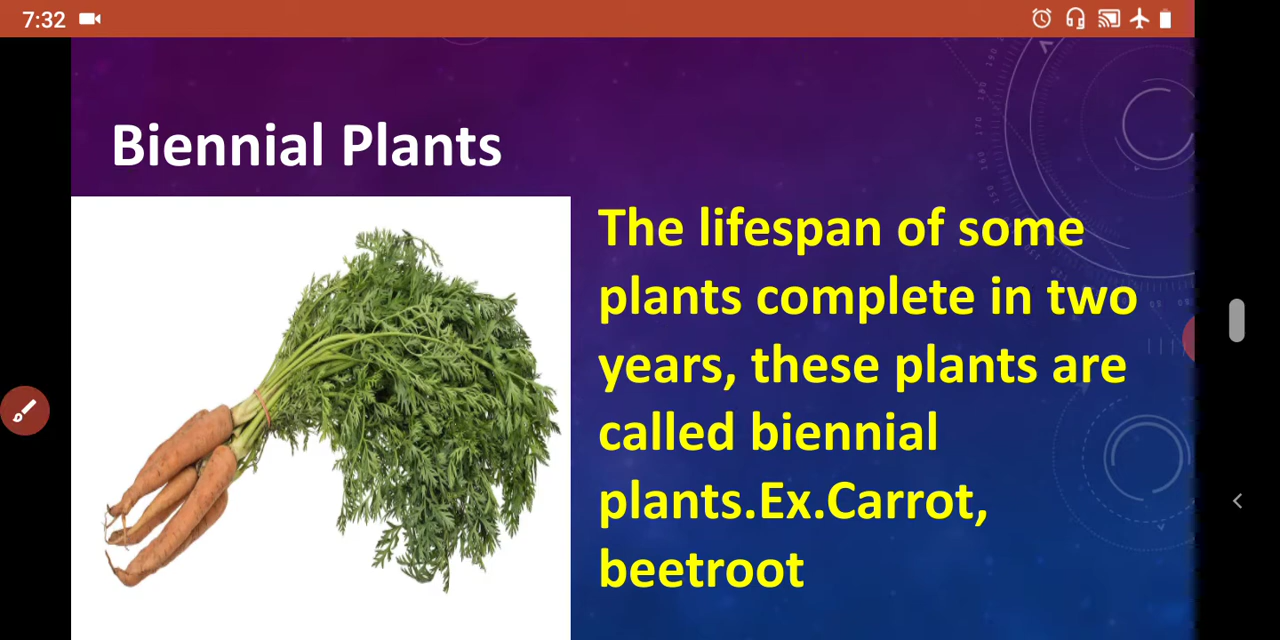 7:32
Biennial Plants
The lifespan of some
plants complete in two
years, these plants are
called biennial
plants.Ex.Carrot,
beetroot